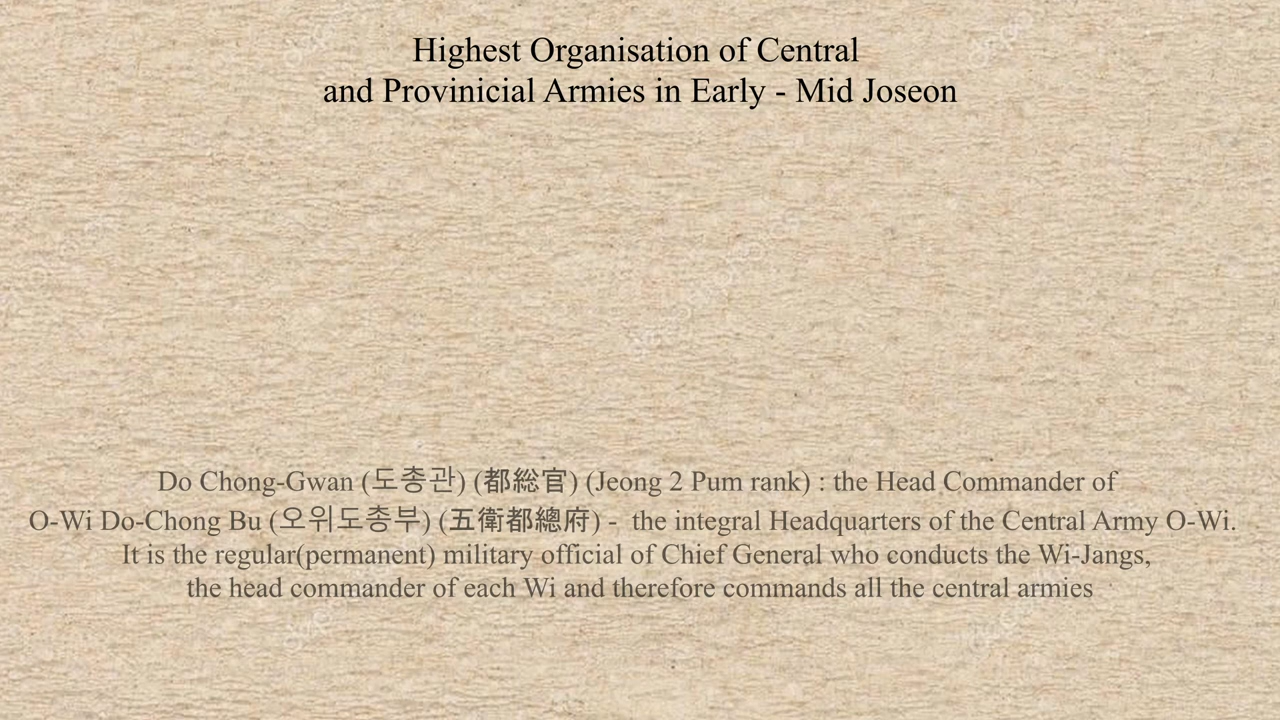 Highest Organisation of Central
and Provinicial Armies in Early - Mid Joseon
Do Chong-Gwan (도총관) (都総官) (Jeong 2 Pum rank) : the Head Commander of
O-Wi Do-Chong Bu (오위도총부) (五衛都總府) - the integral Headquarters of the Central Army O-Wi.
It is the regular(permanent) military official of Chief General who conducts the Wi-Jangs,
the head commander of each Wi and therefore commands all the central armies